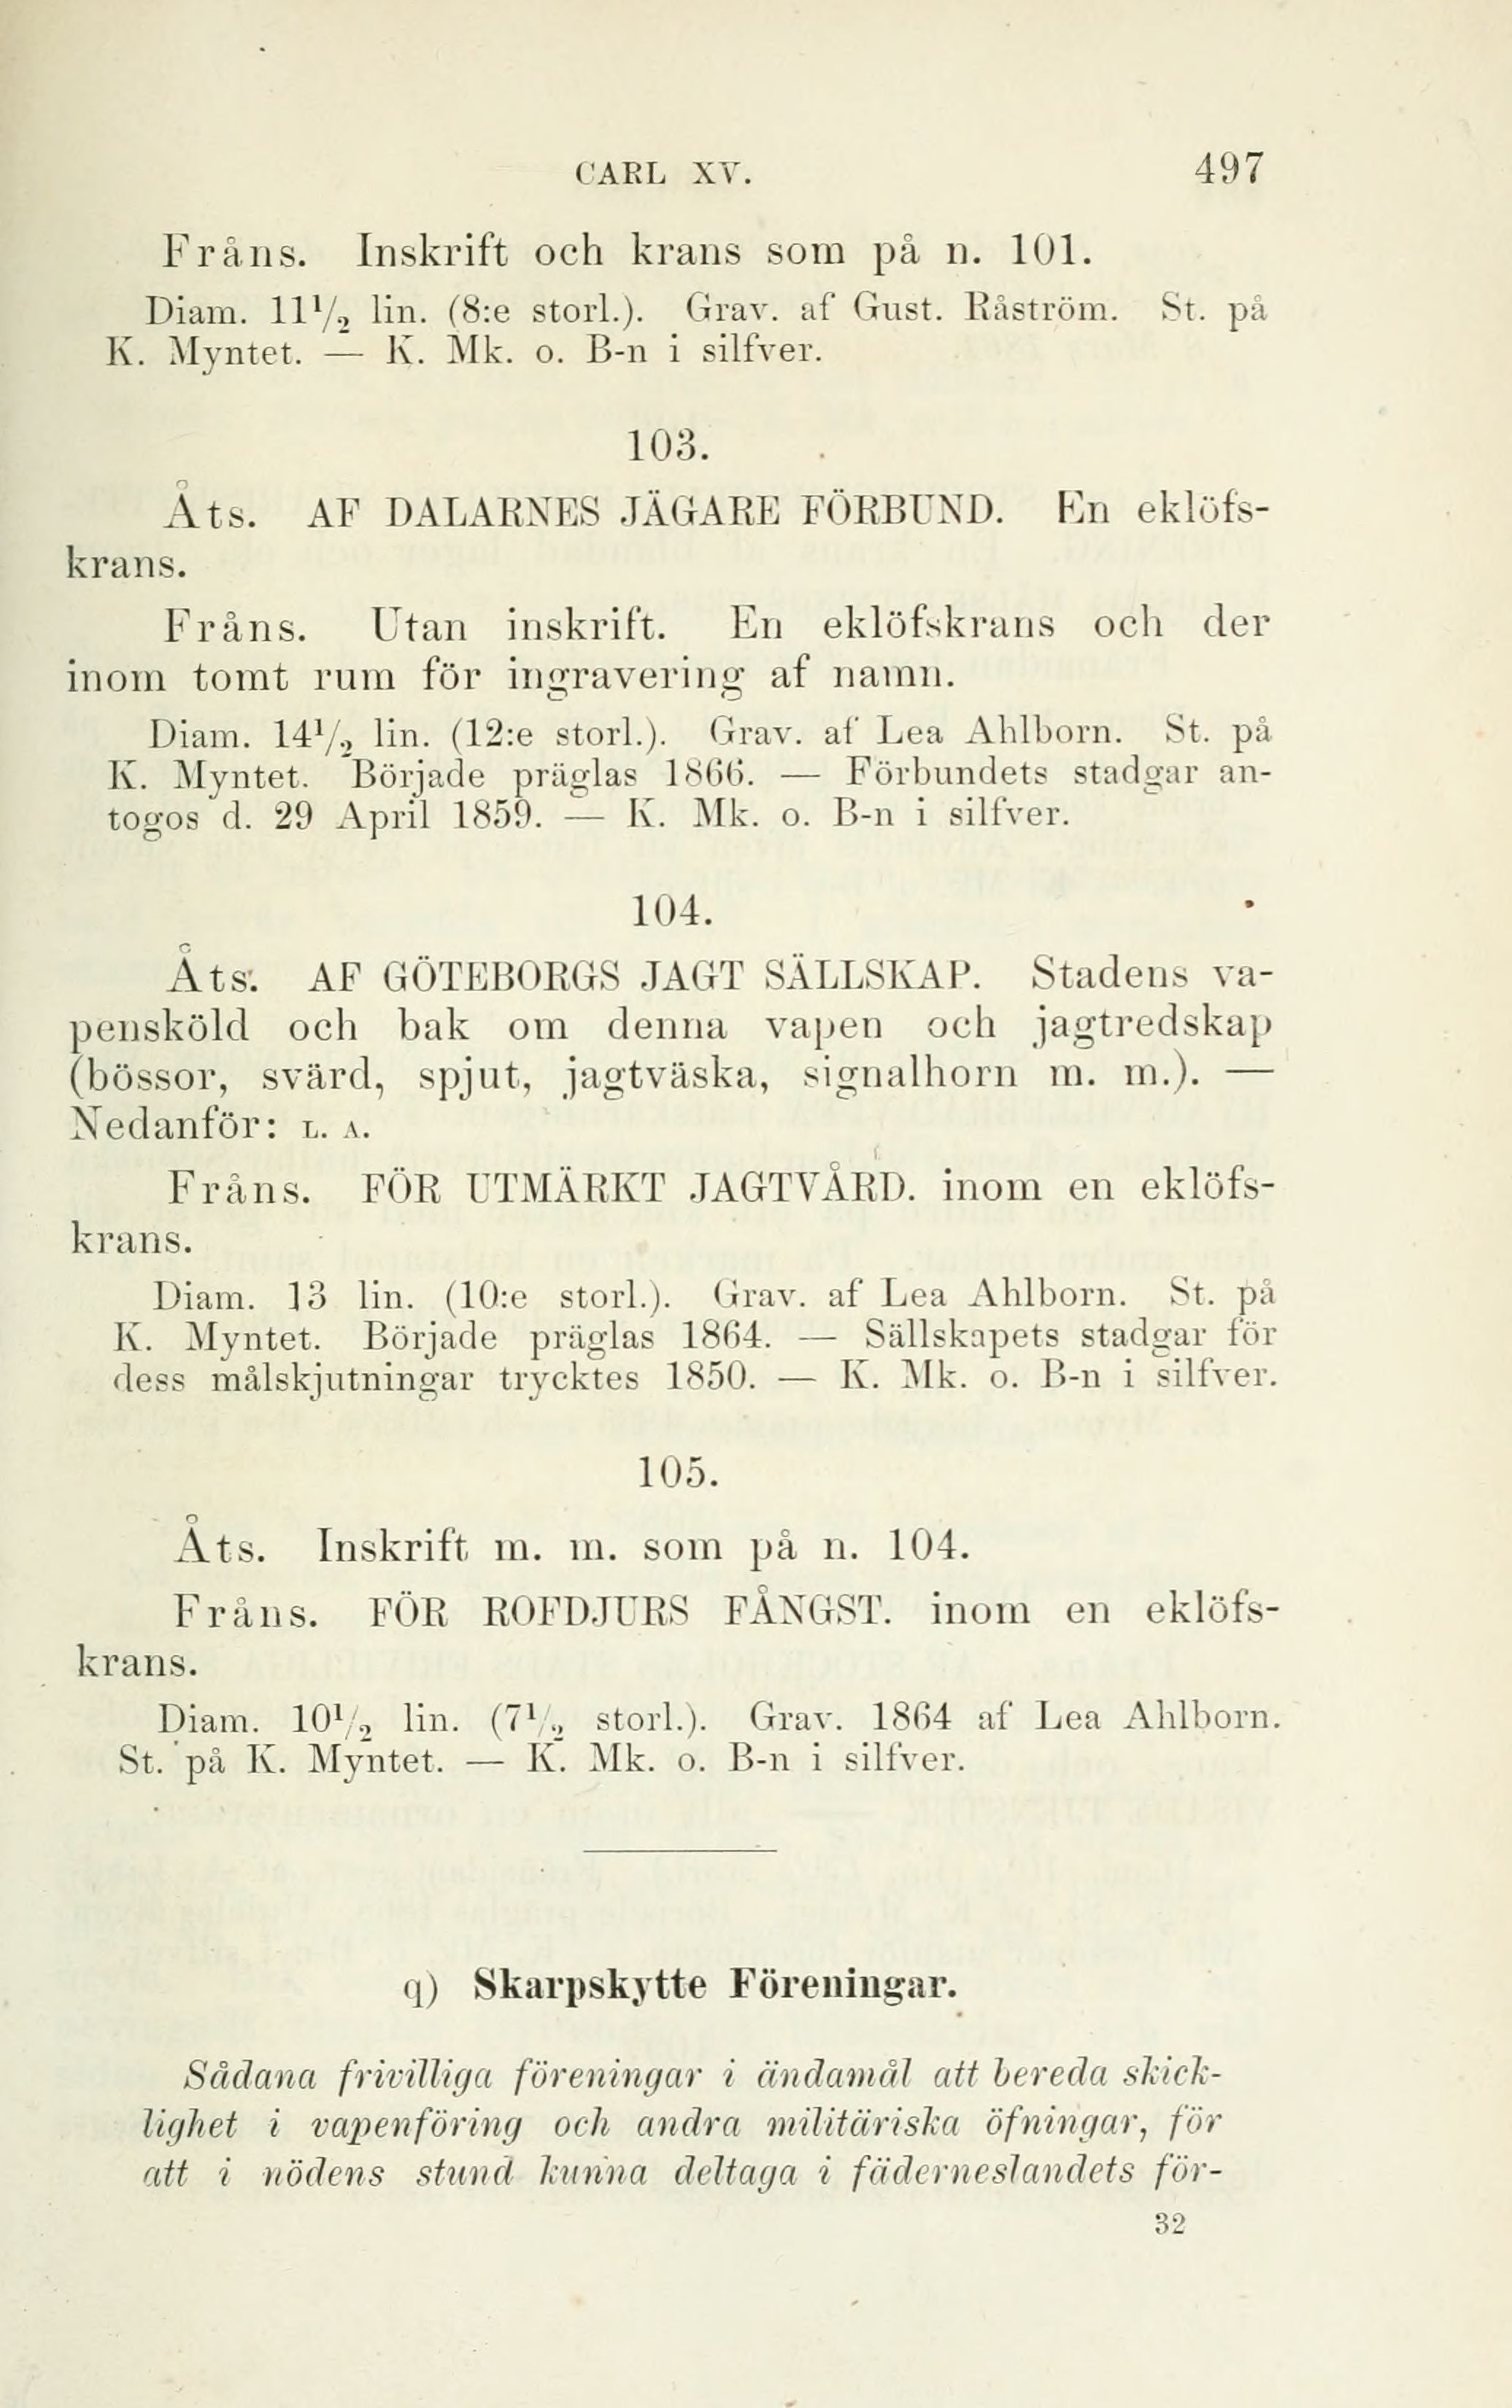 CARL XV. 497
Fråns. Inskrift och krans som på n. 101.
Diam. 11½ lin. (8:e storl.). Grav. af Gust. Råström. St. på
K. Myntet. — K. Mk. o. B-n i silfver.
103.
Åts. AF DALARNES JÄGARE FÖRBUND. En eklöfs-
krans.
Fråns. Utan inskrift. En eklöfskrans och der
inom tomt rum för ingravering af namn.
Diam. 14½ lin. (12:e storl.). Grav. af Lea Ahlborn. St. på
K. Myntet. Började präglas 1866. — Förbundets stadgar an-
togos d. 29 April 1859. — K. Mk. o. B-n i silfver.
104.
Åts. AF GÖTEBORGS JAGT SÄLLSKAP. Stadens va-
pensköld och bak om denna vapen och jagtredskap
(bössor, svärd, spjut, jagtväska, signalhorn m. m.). —
Nedanför: L. A.
Fråns. FÖR UTMÄRKT JAGTVÅRD. inom en eklöfs-
krans.
Diam. 13 lin. (10:e storl.). Grav. af Lea Ahlborn. St. på
K. Myntet. Började präglas 1864. — Sällskapets stadgar för
dess målskjutningar trycktes 1850. — K. Mk. o. B-n i silfver.
105.
Åts. Inskrift m. m. som på n. 104.
Fråns. FÖR ROFDJURS FÅNGST. inom en eklöfs-
krans.
Diam. 10½ lin. (7½ storl.). Grav. 1864 af Lea Ahlborn.
St. på K. Myntet. — K. Mk. o. B-n i silfver.
q) Skarpskytte Föreningar.
Sådana frivilliga föreningar i ändamål att bereda skick-
lighet i vapenföring och andra militäriska öfningar, för
att i nödens stund kunna deltaga i fäderneslandets för-
32